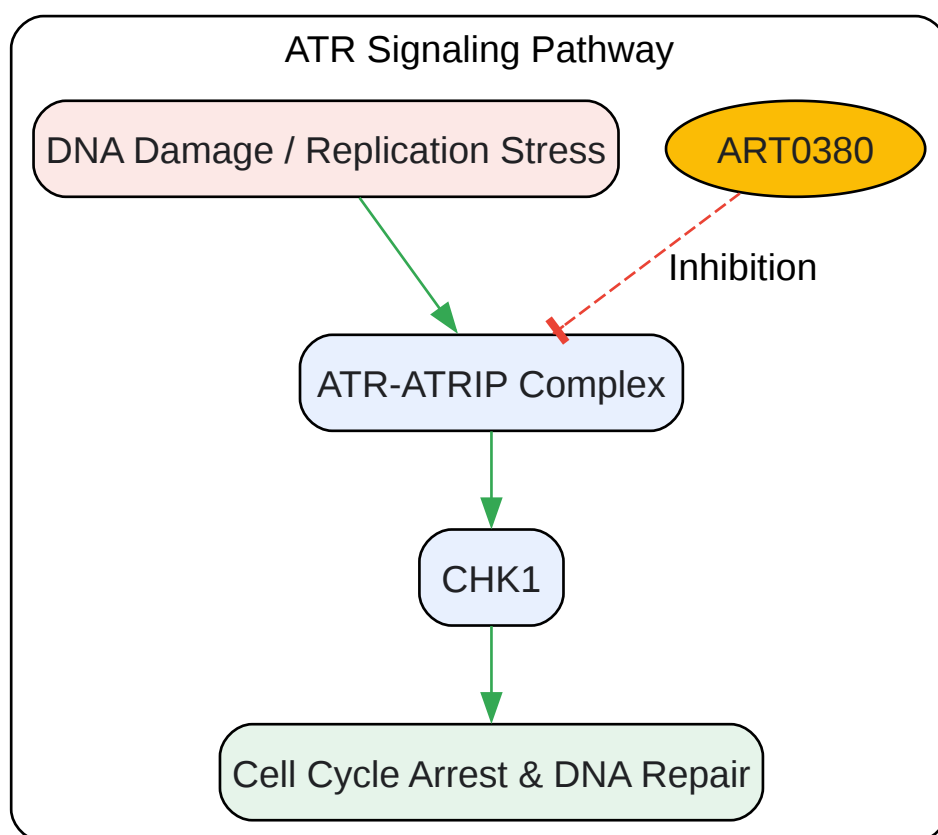 ATR Signaling Pathway
DNA Damage / Replication Stress
ART0380
Inhibition
ATR-ATRIP Complex
CHK1
Cell Cycle Arrest & DNA Repair